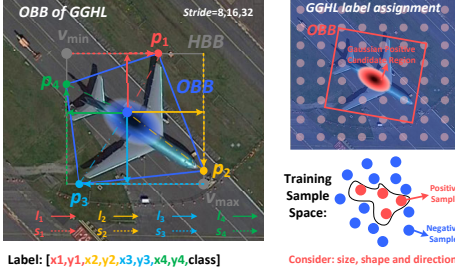 OBB of GGHL
Stride=8,16,32
vmin
p1
HBB
OBB
p4
p2
p3
vmax
l1 l2 l3 l4
s1 s2 s3 s4
Label: [x1,y1,x2,y2,x3,y3,x4,y4,class]
GGHL label assignment
OBB
Gaussian Positive
Candidate Region
Training
Sample
Space:
Positive
Sample
Negative
Sample
Consider: size, shape and direction